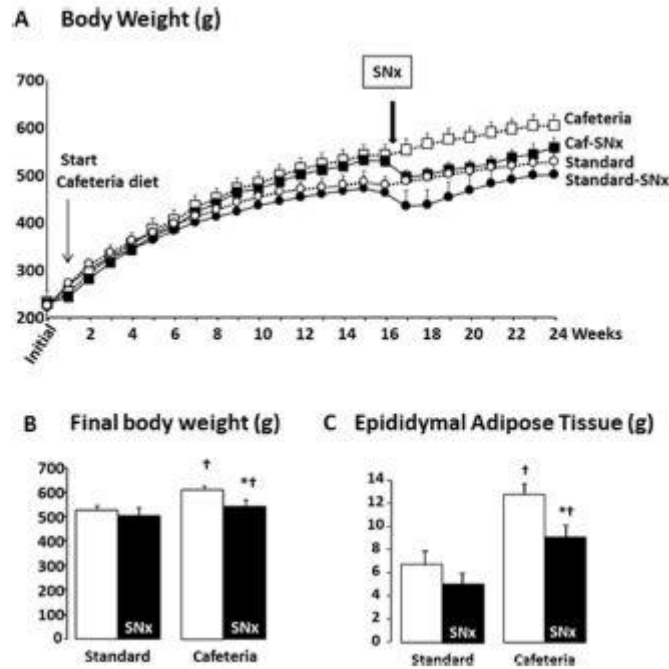 A Body Weight (g)
SNx
700
600
500
400
300
200
Start
Cafeteria diet
Cafeteria
Caf-SNx
Standard
Standard-SNx
Initial 2 4 6 8 10 12 14 16 18 20 22 24 Weeks
B Final body weight (g)
700
600
500
400
300
200
100
0
† *†
SNx SNx
Standard Cafeteria
C Epididymal Adipose Tissue (g)
14
12
10
8
6
4
2
0
† *†
SNx SNx
Standard Cafeteria